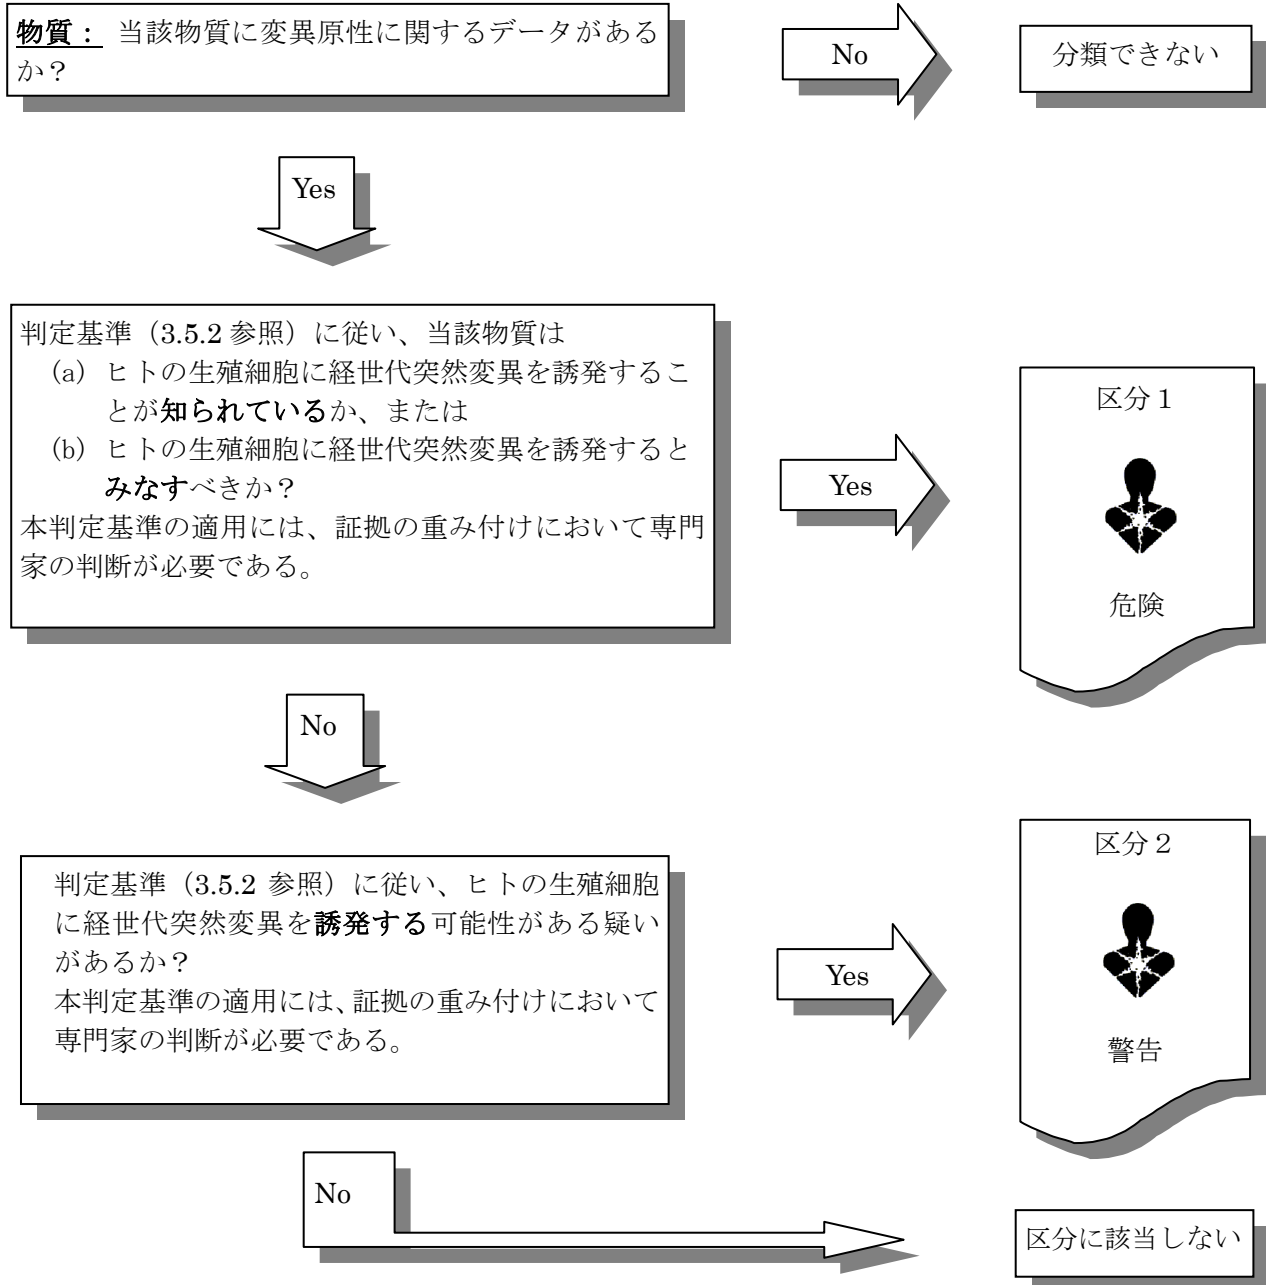 物質： 当該物質に変異原性に関するデータがある
か？
No
分類できない
Yes
判定基準（3.5.2 参照）に従い、当該物質は
(a) ヒトの生殖細胞に経世代突然変異を誘発するこ
とが知られているか、または
(b) ヒトの生殖細胞に経世代突然変異を誘発すると
みなすべきか？
本判定基準の適用には、証拠の重み付けにおいて専門
家の判断が必要である。
Yes
区分１
危険
No
判定基準（3.5.2 参照）に従い、ヒトの生殖細胞
に経世代突然変異を誘発する可能性がある疑い
があるか？
本判定基準の適用には、証拠の重み付けにおいて
専門家の判断が必要である。
Yes
区分２
警告
No
区分に該当しない